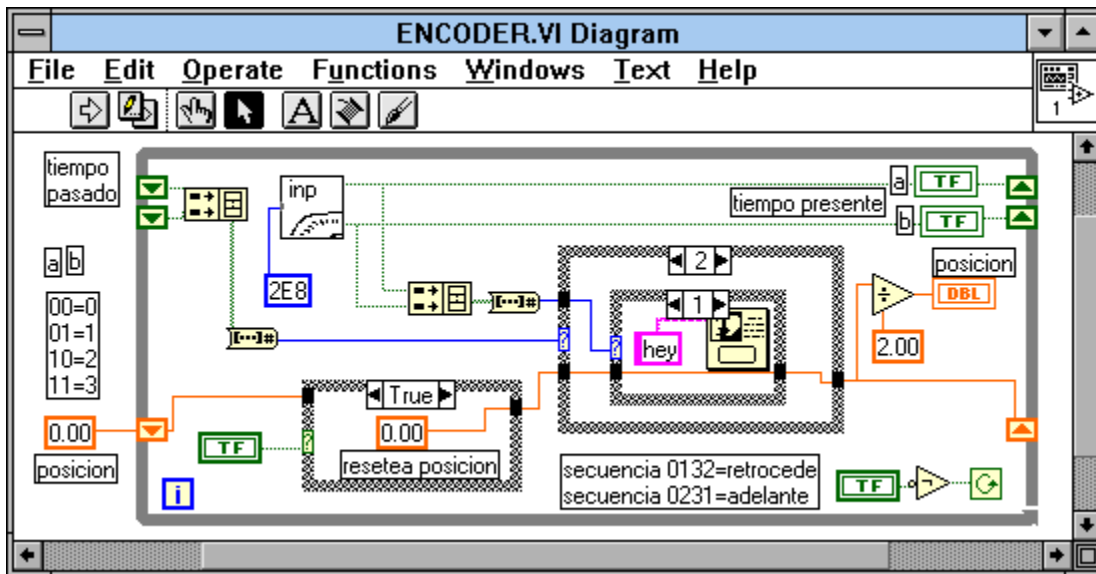 ENCODER.VI Diagram
File Edit Operate Functions Windows Text Help
A
1
tiempo
pasado
inp
a
TF
tiempo presente
b
TF
a b
2E8
2
posicion
00=0
01=1
10=2
11=3
[···]#
[···]#
1
hey
?
?
÷
DBL
2.00
True
0.00
0.00
TF
?
posicion
resetea posicion
secuencia 0132=retrocede
secuencia 0231=adelante
TF
i